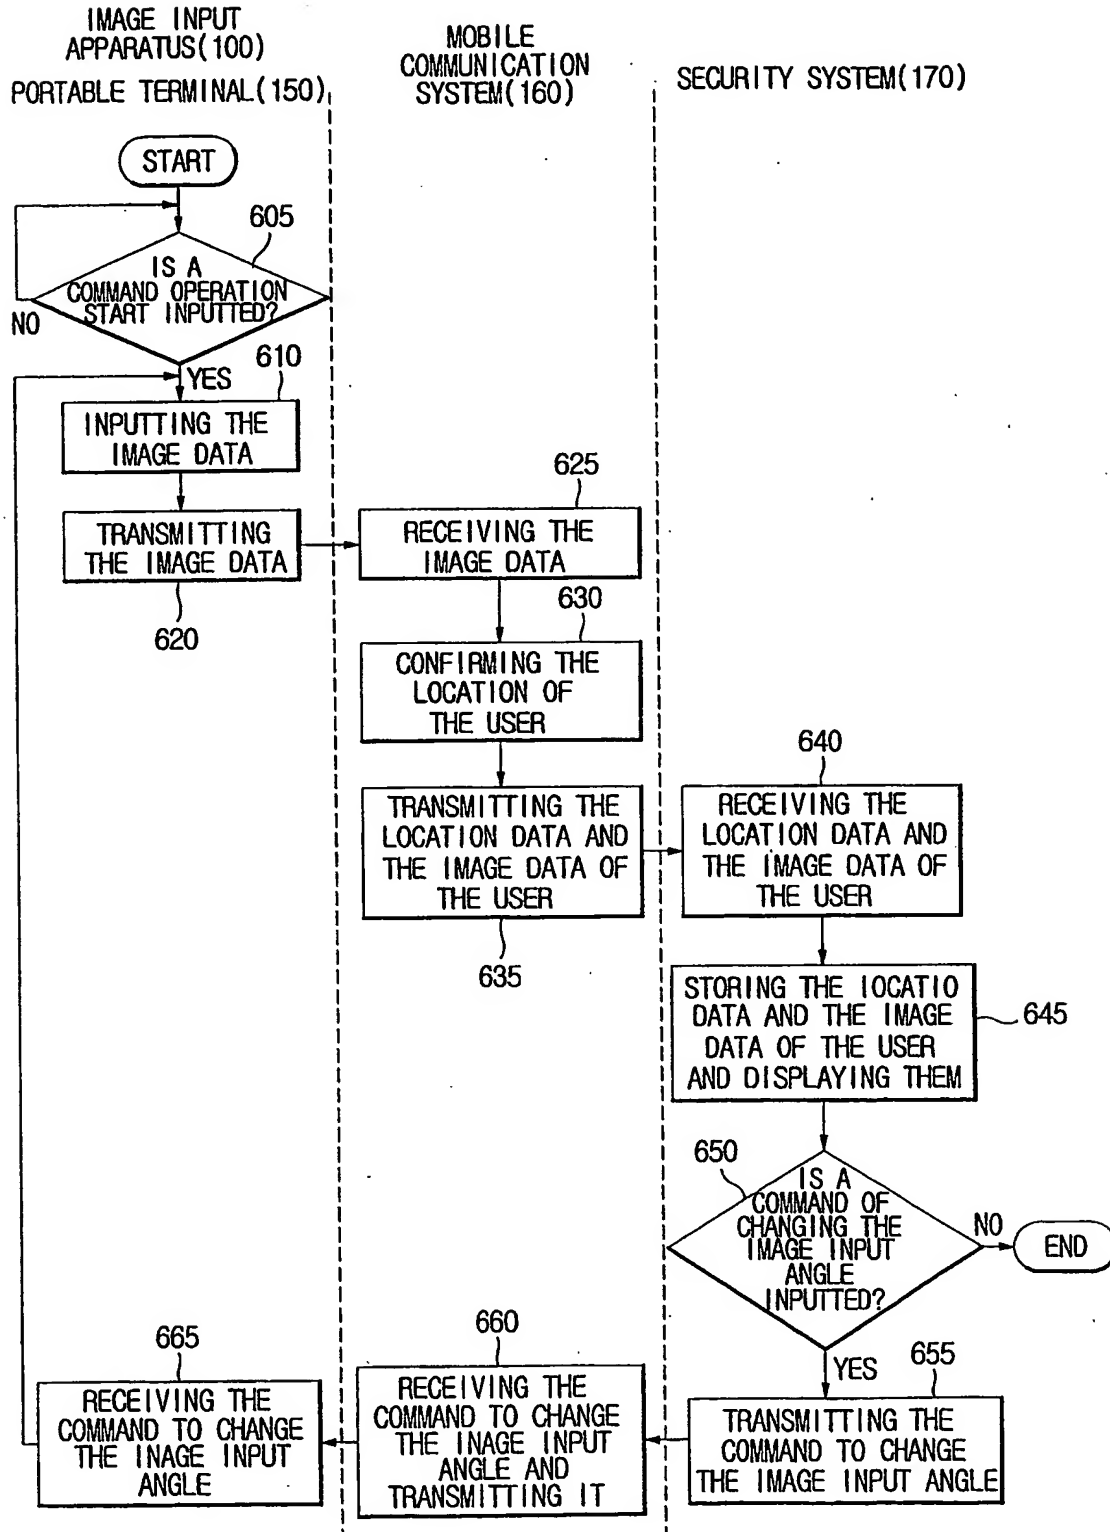 IMAGE INPUT
APPARATUS(100)
PORTABLE TERMINAL(150)
MOBILE
COMMUNICATION
SYSTEM(160)
SECURITY SYSTEM(170)
START
605
IS A
COMMAND OPERATION
START INPUTTED?
NO
YES
610
INPUTTING THE
IMAGE DATA
TRANSMITTING
THE IMAGE DATA
620
625
RECEIVING THE
IMAGE DATA
630
CONFIRMING THE
LOCATION OF
THE USER
TRANSMITTING THE
LOCATION DATA AND
THE IMAGE DATA OF
THE USER
635
640
RECEIVING THE
LOCATION DATA AND
THE IMAGE DATA OF
THE USER
STORING THE lOCATIO
DATA AND THE IMAGE
DATA OF THE USER
AND DISPLAYING THEM
645
650
IS A
COMMAND OF
CHANGING THE
IMAGE INPUT
ANGLE
INPUTTED?
NO
END
YES
655
TRANSMITTING THE
COMMAND TO CHANGE
THE IMAGE INPUT ANGLE
660
RECEIVING THE
COMMAND TO CHANGE
THE INAGE INPUT
ANGLE AND
TRANSMITTING IT
665
RECEIVING THE
COMMAND TO CHANGE
THE INAGE INPUT
ANGLE